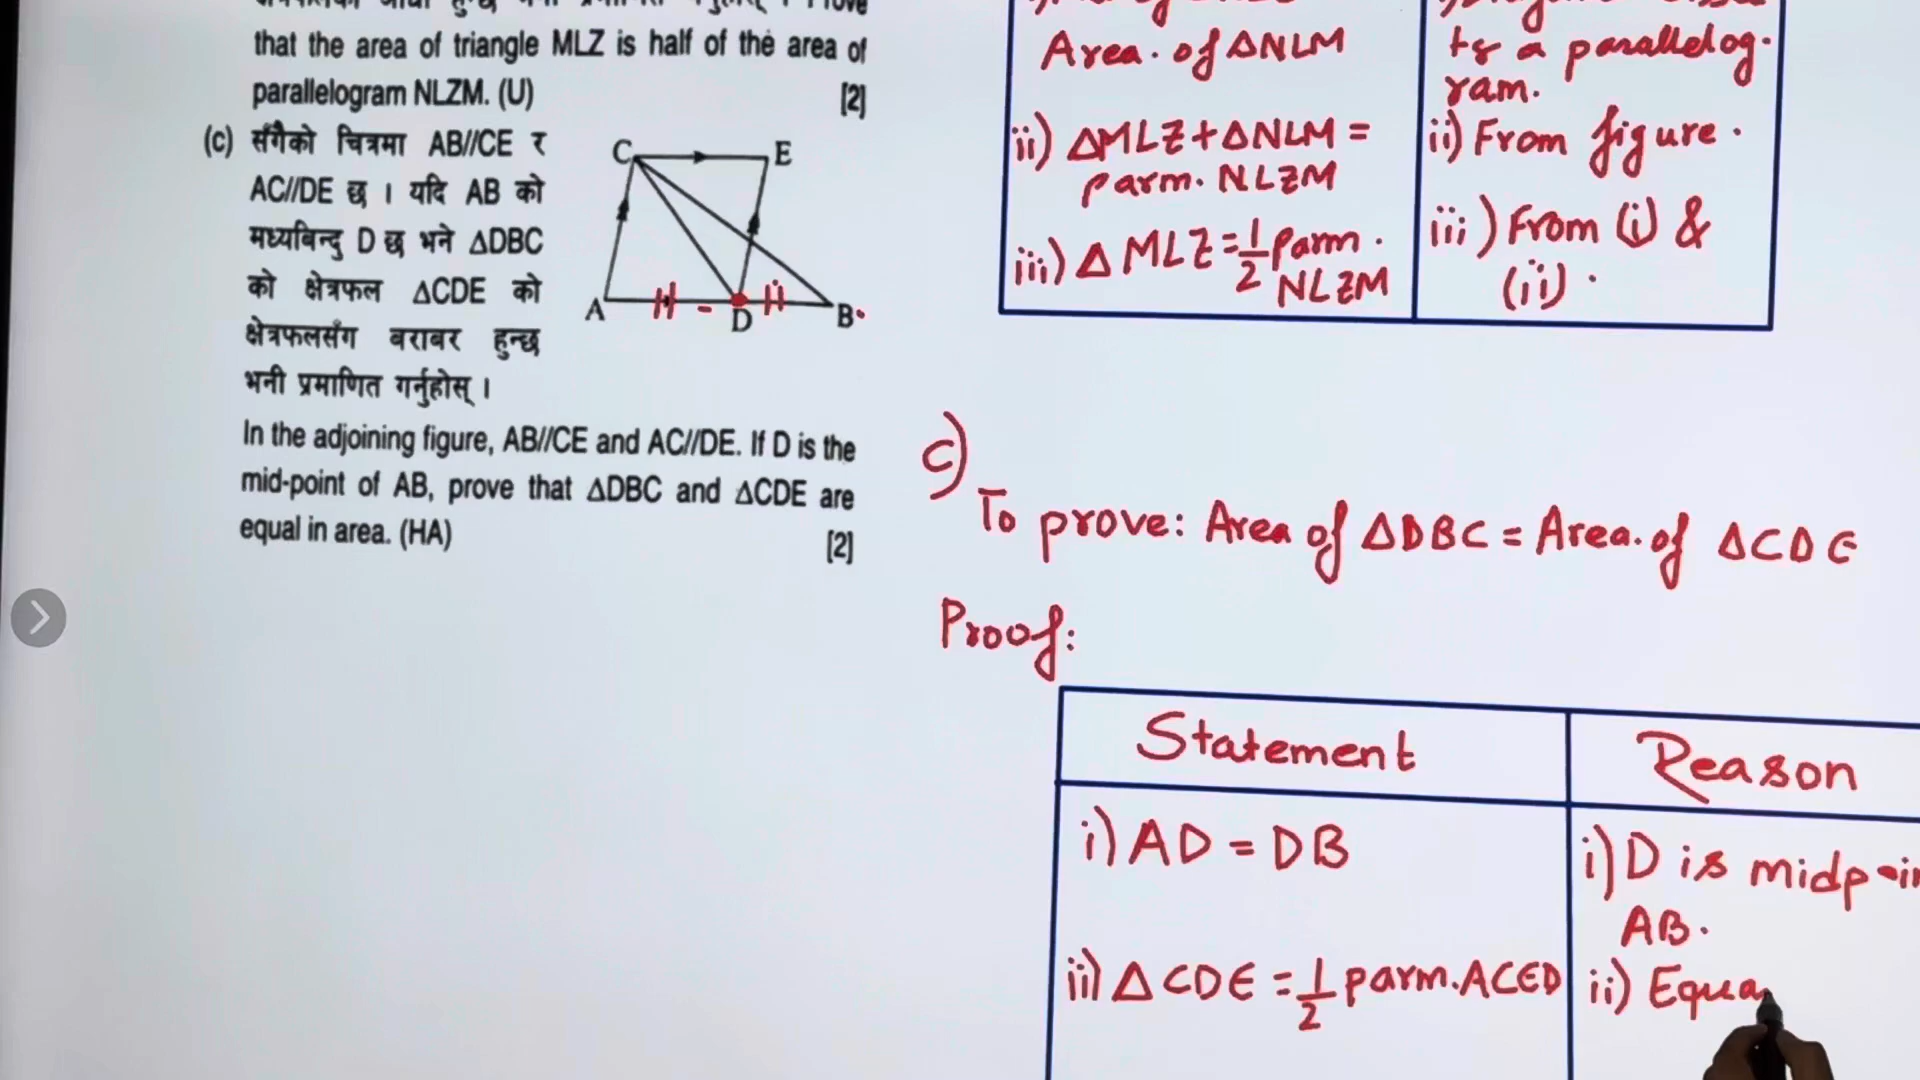 that the area of triangle MLZ is half of the area of
parallelogram NLZM. (U) [2]
(c) सँगैको चित्रमा AB//CE र
AC//DE छ । यदि AB को
मध्यबिन्दु D छ भने ΔDBC
को क्षेत्रफल ΔCDE को
क्षेत्रफलसँग बराबर हुन्छ
भनी प्रमाणित गर्नुहोस् ।
In the adjoining figure, AB//CE and AC//DE. If D is the
mid-point of AB, prove that ΔDBC and ΔCDE are
equal in area. (HA) [2]
C E
A D B
Area. of ΔNLM
ii) ΔMLZ+ΔNLM =
parm. NLZM
iii) Δ MLZ = 1/2 parm.
NLZM
a parallelog-
ram.
ii) From figure.
iii) From (i) &
(ii).
c)
To prove: Area of ΔDBC = Area. of ΔCDE
Proof:
Statement Reason
i) AD = DB
i) D is
AB.
ii) Δ CDE = 1/2 parm. ACED
ii) Equa